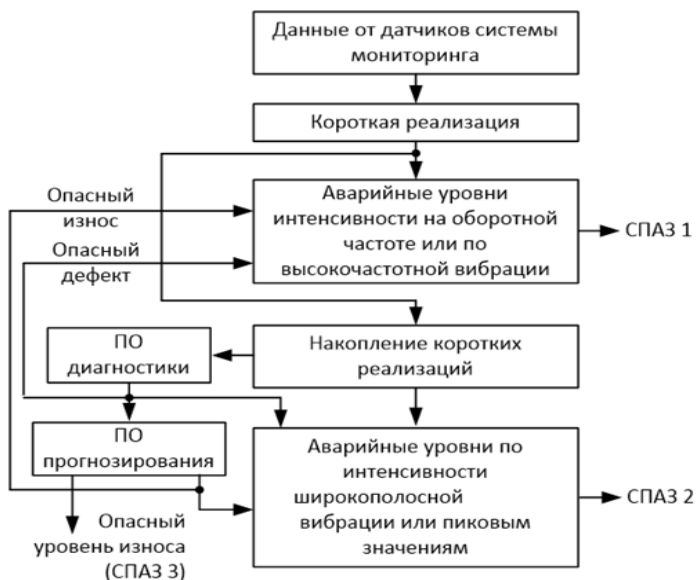 Данные от датчиков системы
мониторинга
Короткая реализация
Опасный
износ
Опасный
дефект
Аварийные уровни
интенсивности на оборотной
частоте или по
высокочастотной вибрации
СПАЗ 1
ПО
диагностики
Накопление коротких
реализаций
ПО
прогнозирования
Аварийные уровни по
интенсивности
широкополосной
вибрации или пиковым
значениям
СПАЗ 2
Опасный
уровень износа
(СПАЗ 3)